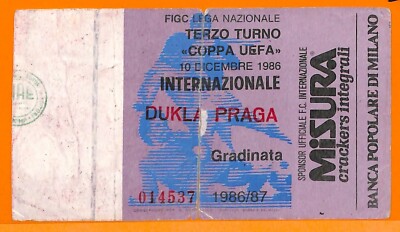 FIGC LEGA NAZIONALE
TERZO TURNO
«COPPA UEFA»
10 DICEMBRE 1986
INTERNAZIONALE
DUKLA PRAGA
Gradinata
014537 1986/87
SPONSOR UFFICIALE F.C. INTERNAZIONALE
MISURA
crackers integrali
BANCA POPOLARE DI MILANO